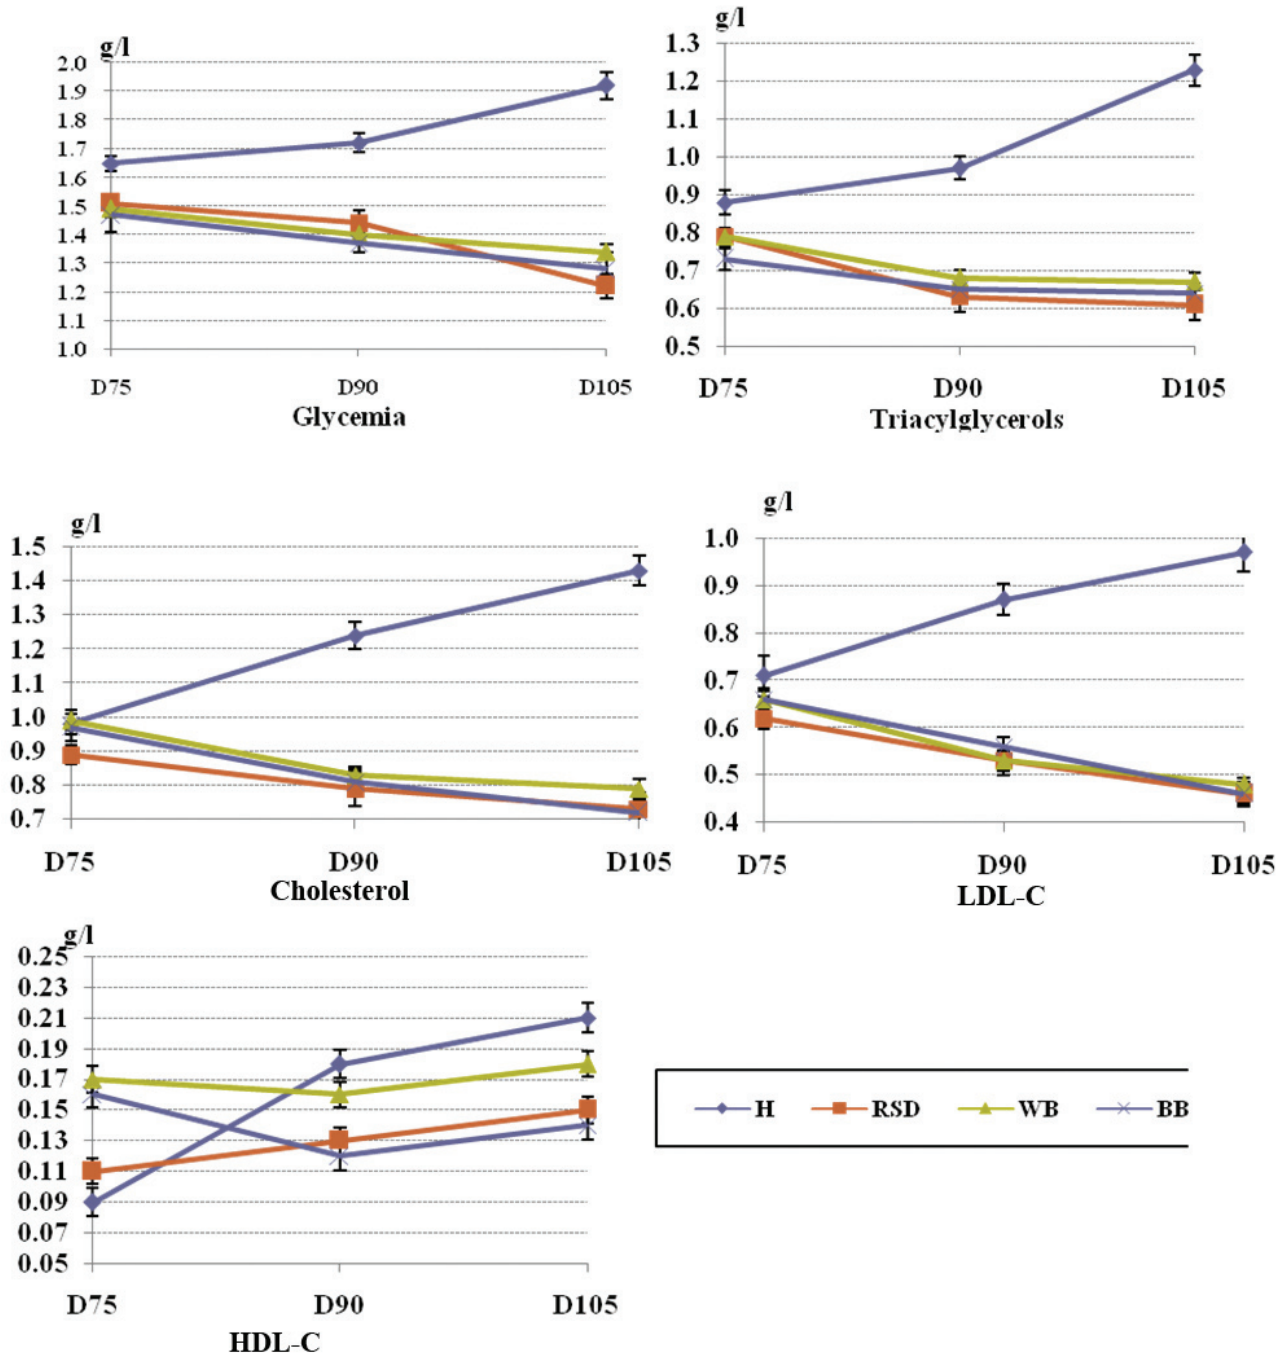 g/l
2.0
1.9
1.8
1.7
1.6
1.5
1.4
1.3
1.2
1.1
1.0
D75 D90 D105
Glycemia
g/l
1.3
1.2
1.1
1.0
0.9
0.8
0.7
0.6
0.5
D75 D90 D105
Triacylglycerols
g/l
1.5
1.4
1.3
1.2
1.1
1.0
0.9
0.8
0.7
D75 D90 D105
Cholesterol
g/l
1.0
0.9
0.8
0.7
0.6
0.5
0.4
D75 D90 D105
LDL-C
g/l
0.25
0.23
0.21
0.19
0.17
0.15
0.13
0.11
0.09
0.07
0.05
D75 D90 D105
HDL-C
H RSD WB BB